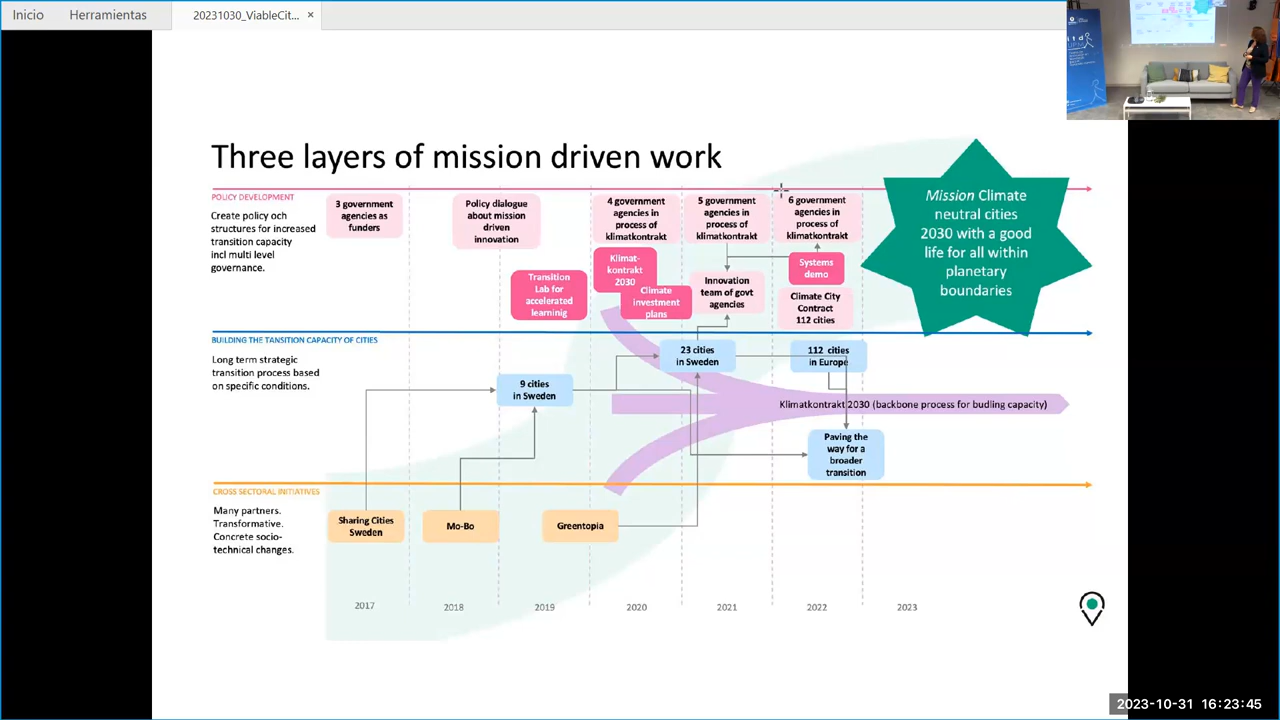 Inicio
Herramientas
20231030_ViableCit...
×
Three layers of mission driven work
POLICY DEVELOPMENT
Create policy och
structures for increased
transition capacity
incl multi level
governance.
3 government
agencies as
funders
Policy dialogue
about mission
driven
innovation
4 government
agencies in
process of
klimatkontrakt
5 government
agencies in
process of
klimatkontrakt
6 government
agencies in
process of
klimatkontrakt
Transition
Lab for
accelerated
learninig
Klimat-
kontrakt
2030
Climate
investment
plans
Innovation
team of govt
agencies
Systems
demo
Climate City
Contract
112 cities
Mission Climate
neutral cities
2030 with a good
life for all within
planetary
boundaries
BUILDING THE TANSITION CAPACITY OF CITIES
Long term strategic
transition process based
on specific conditions.
9 cities
in Sweden
23 cities
in Sweden
112 cities
in Europe
Klimatkontrakt 2030 (backbone process for budling capacity)
Paving the
way for a
broader
transition
CROSS SECTORAL INITIATIVES
Many partners.
Transformative.
Concrete socio-
technical changes.
Sharing Cities
Sweden
Mo-Bo
Greentopia
2017
2018
2019
2020
2021
2022
2023
2023-10-31 16:23:45